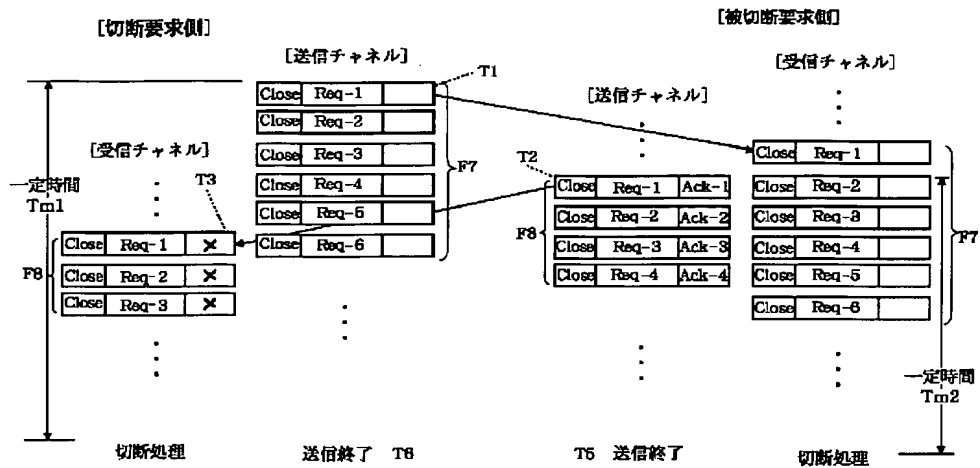 [切断要求側]
[被切断要求側]
[送信チャネル]
[受信チャネル]
T1
Close Req-1
Close Req-2
Close Req-3
Close Req-4
Close Req-5
Close Req-6
F7
[送信チャネル]
T2
Close Req-1 Ack-1
Close Req-2 Ack-2
Close Req-3 Ack-3
Close Req-4 Ack-4
F8
Close Req-1
Close Req-2
Close Req-3
Close Req-4
Close Req-5
Close Req-6
F7
[受信チャネル]
T3
一定時間
Tm1
Close Req-1 ×
Close Req-2 ×
Close Req-3 ×
F8
一定時間
Tm2
切断処理
送信終了 T6
T5 送信終了
切断処理